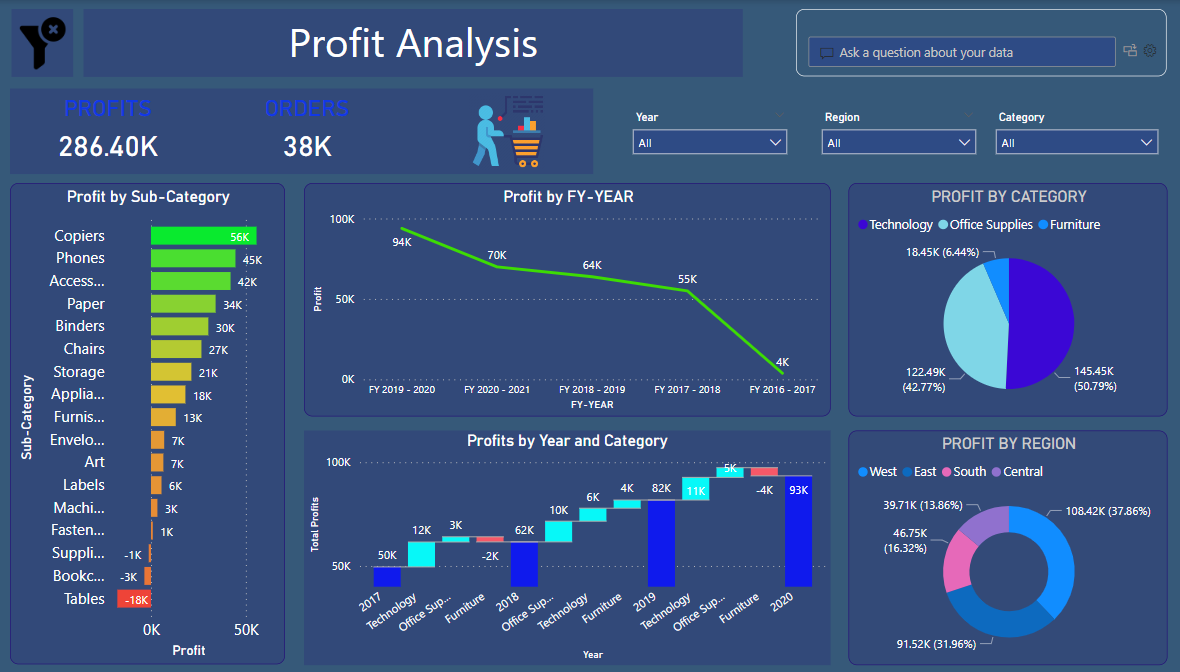 Profit Analysis
Ask a question about your data
PROFITS
ORDERS
286.40K
38K
Year
Region
Category
All
All
All
Profit by Sub-Category
Sub-Category
Copiers 56K
Phones 45K
Access... 42K
Paper 34K
Binders 30K
Chairs 27K
Storage 21K
Applia... 18K
Furnis... 13K
Envelo... 7K
Art 7K
Labels 6K
Machi... 3K
Fasten... 1K
Suppli... -1K
Bookc... -3K
Tables -18K
0K 50K
Profit
Profit by FY-YEAR
Profit
100K
50K
0K
94K
70K
64K
55K
4K
FY 2019 - 2020
FY 2020 - 2021
FY 2018 - 2019
FY 2017 - 2018
FY 2016 - 2017
FY-YEAR
PROFIT BY CATEGORY
Technology Office Supplies Furniture
18.45K (6.44%)
122.49K
(42.77%)
145.45K
(50.79%)
Profits by Year and Category
Total Profits
100K
50K
50K
12K
3K
-2K
62K
10K
6K
4K
82K
11K
5K
-4K
93K
2017
Technology
Office Sup...
Furniture
2018
Office Sup...
Technology
Furniture
2019
Technology
Office Sup...
Furniture
2020
Year
PROFIT BY REGION
West East South Central
39.71K (13.86%)
108.42K (37.86%)
46.75K
(16.32%)
91.52K (31.96%)